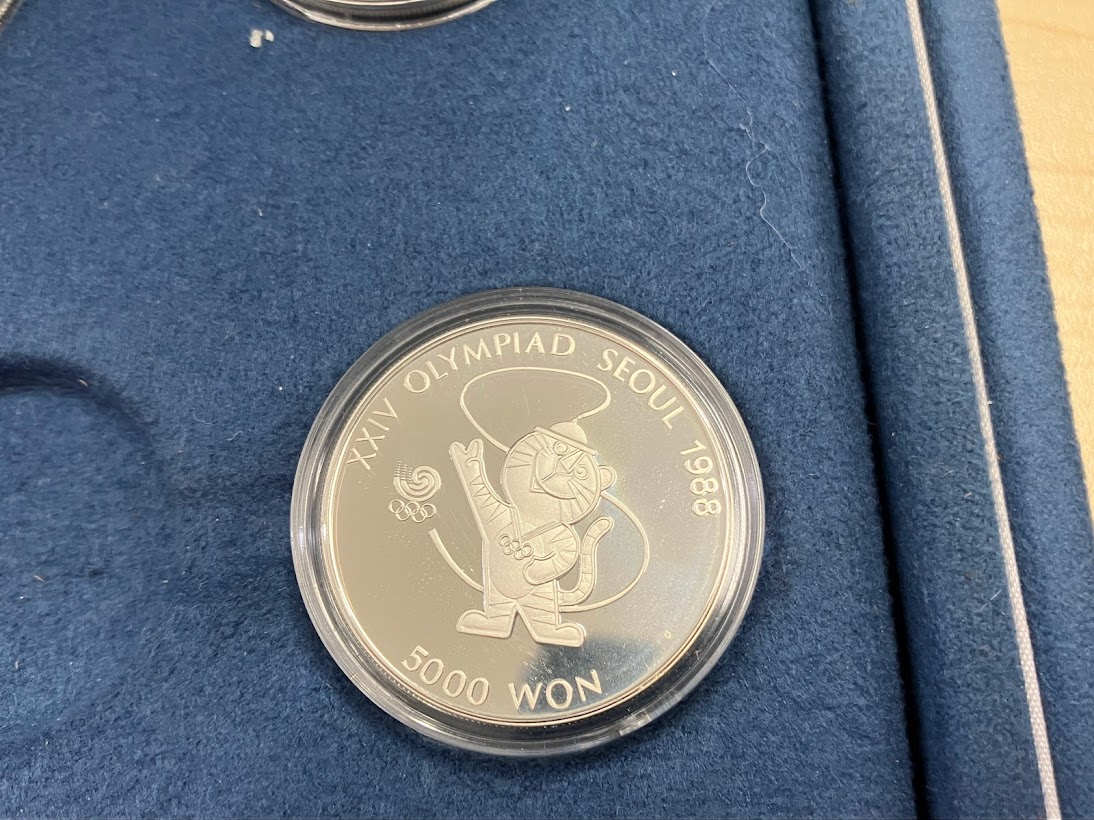 XXIV OLYMPIAD SEOUL 1988
5000 WON